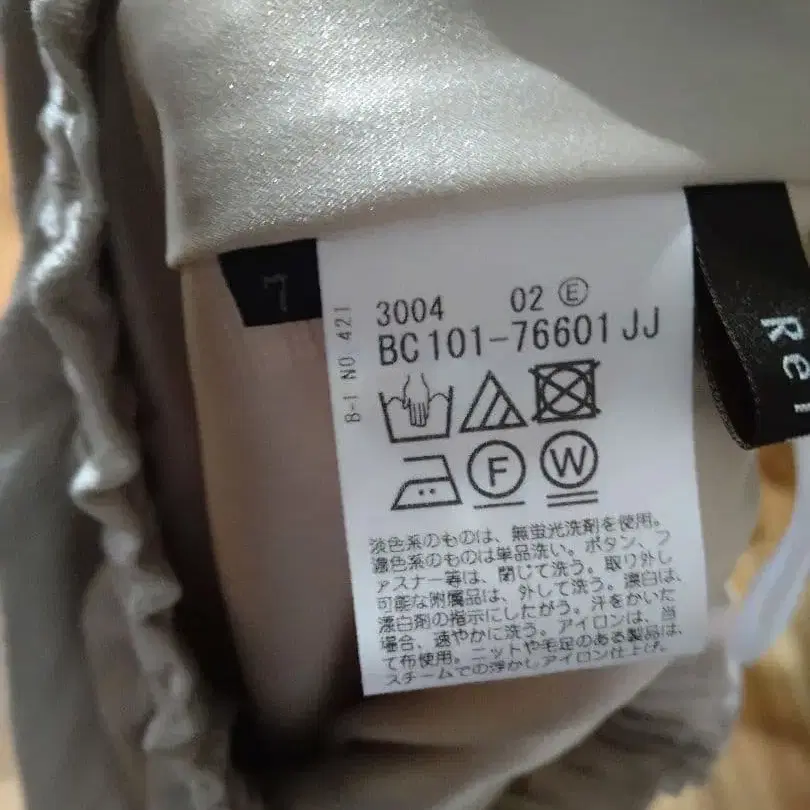 7
B-1 NO 421
3004 02 Ⓔ
BC101-76601JJ
F
W
淡色系のものは、無蛍光洗剤を使用。
濃色系のものは単品洗い。ボタン、フ
ァスナー等は、閉じて洗う。取り外し
可能な附属品は、外して洗う。漂白は、
漂白剤の指示にしたがう。汗をかいた
場合、速やかに洗う。アイロンは、当
て布使用。ニットや毛足のある製品は、
スチームでの浮かしアイロン仕上げ。
Ref